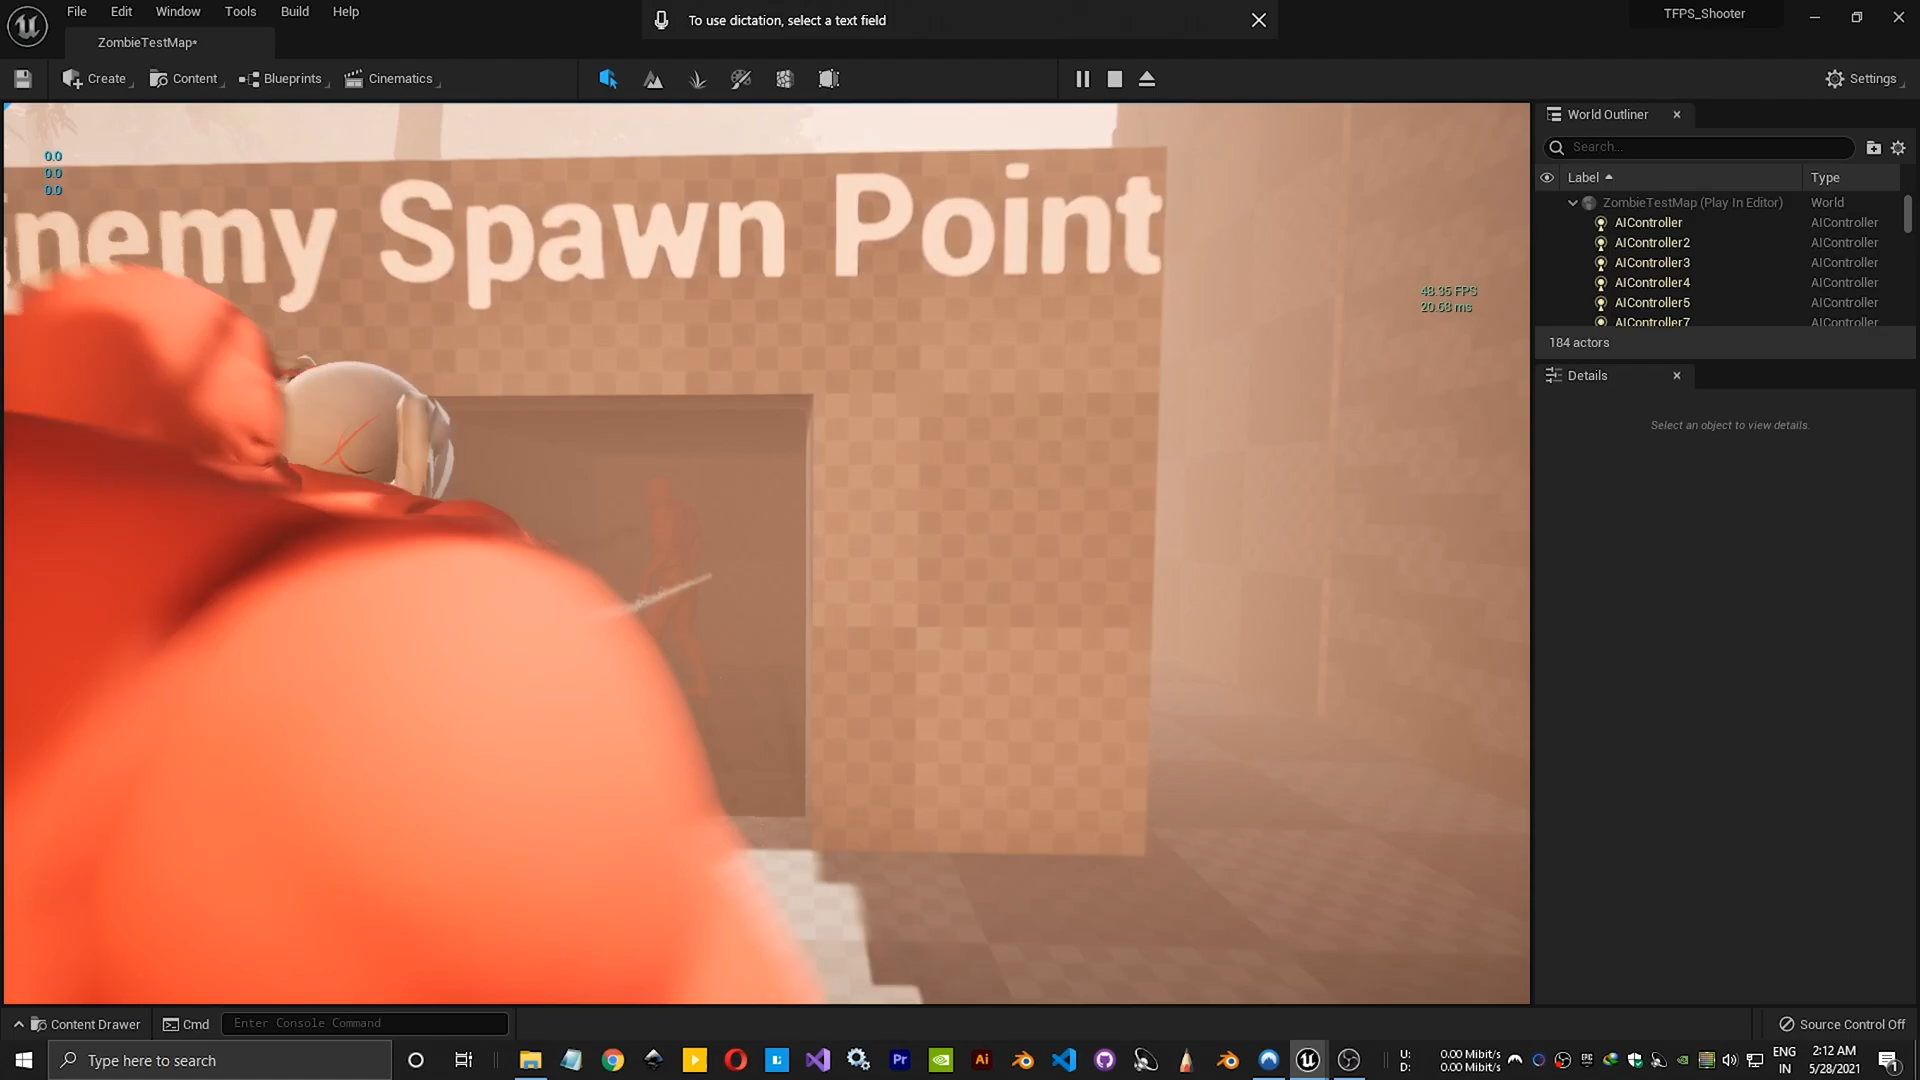 File Edit Window Tools Build Help
To use dictation, select a text field
TFPS_Shooter
ZombieTestMap*
Create Content Blueprints Cinematics
Settings
World Outliner
Search...
Label Type
ZombieTestMap (Play In Editor) World
AIController AIController
AIController2 AIController
AIController3 AIController
AIController4 AIController
AIController5 AIController
AIController7 AIController
184 actors
Details
Select an object to view details.
0.0
0.0
0.0
Enemy Spawn Point
48.35 FPS
20.68 ms
Content Drawer Cmd Enter Console Command
Source Control Off
Type here to search
U: 0.00 Mibit/s
D: 0.00 Mibit/s
ENG
IN
2:12 AM
5/28/2021